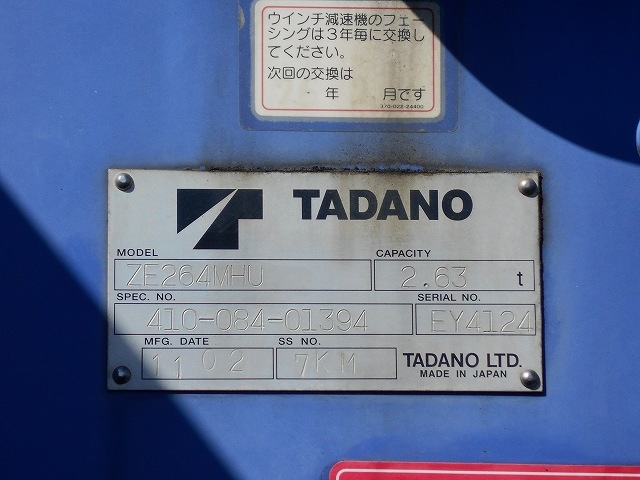 ウインチ減速機のフェー
シングは3年毎に交換し
てください。
次回の交換は
年 月です
370-022-24400
TADANO
MODEL CAPACITY
ZE264MHU 2.63 t
SPEC. NO. SERIAL NO.
410-084-01394 EY4124
MFG. DATE SS NO.
11 02 7KM
TADANO LTD.
MADE IN JAPAN